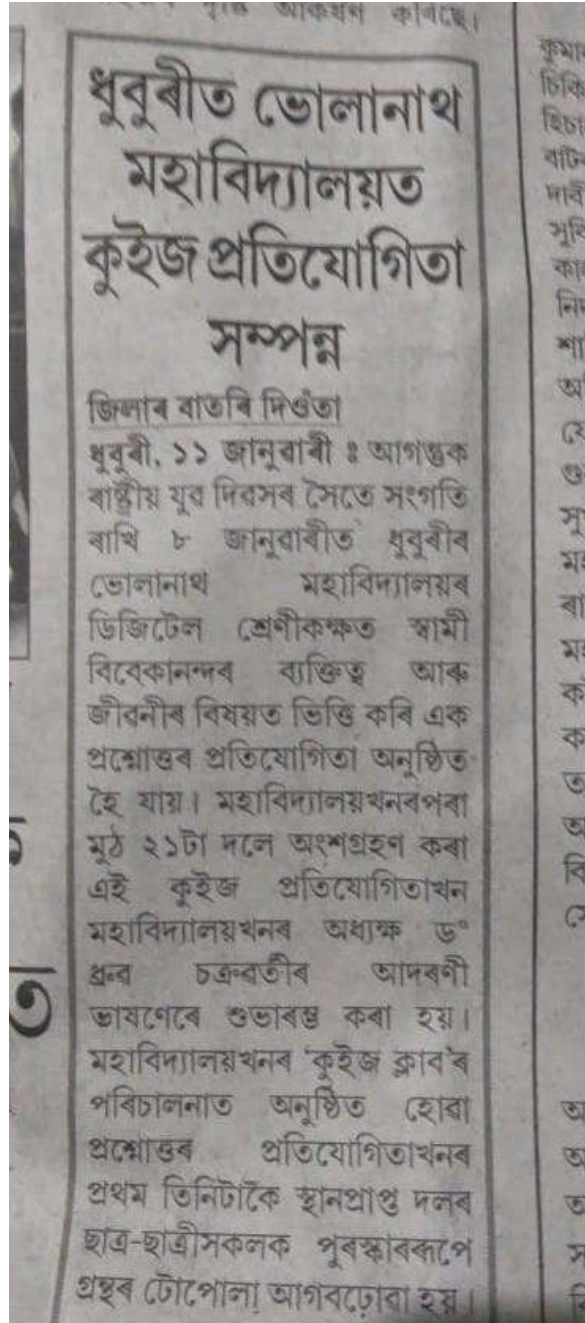 আকৰ্ষণ কৰিছে।
ধুবুৰীত ভোলানাথ
মহাবিদ্যালয়ত
কুইজ প্ৰতিযোগিতা
সম্পন্ন
জিলাৰ বাতৰি দিওঁতা
ধুবুৰী, ১১ জানুৱাৰী ঃ আগন্তুক
ৰাষ্ট্ৰীয় যুৱ দিৱসৰ সৈতে সংগতি
ৰাখি ৮ জানুৱাৰীত ধুবুৰীৰ
ভোলানাথ মহাবিদ্যালয়ৰ
ডিজিটেল শ্ৰেণীকক্ষত স্বামী
বিবেকানন্দৰ ব্যক্তিত্ব আৰু
জীৱনীৰ বিষয়ত ভিত্তি কৰি এক
প্ৰশ্নোত্তৰ প্ৰতিযোগিতা অনুষ্ঠিত
হৈ যায়। মহাবিদ্যালয়খনৰপৰা
মুঠ ২১টা দলে অংশগ্ৰহণ কৰা
এই কুইজ প্ৰতিযোগিতাখন
মহাবিদ্যালয়খনৰ অধ্যক্ষ ড°
ধ্ৰুৱ চক্ৰৱৰ্তীৰ আদৰণী
ভাষণেৰে শুভাৰম্ভ কৰা হয়।
মহাবিদ্যালয়খনৰ 'কুইজ ক্লাব'ৰ
পৰিচালনাত অনুষ্ঠিত হোৱা
প্ৰশ্নোত্তৰ প্ৰতিযোগিতাখনৰ
প্ৰথম তিনিটাকৈ স্থানপ্ৰাপ্ত দলৰ
ছাত্ৰ-ছাত্ৰীসকলক পুৰস্কাৰৰূপে
গ্ৰন্থৰ টোপোলা আগবঢ়োৱা হয়।